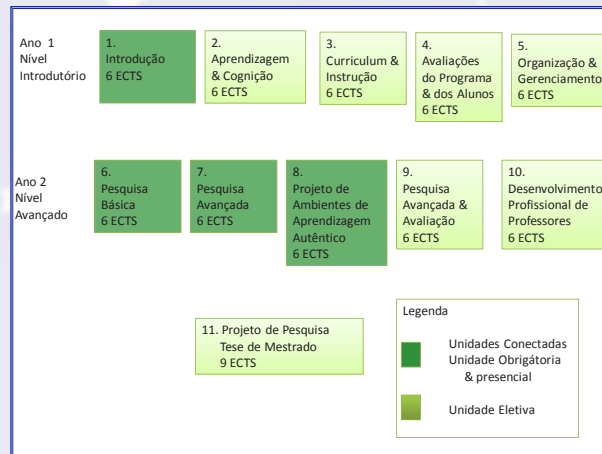 Ano 1
Nível
Introdutório
1.
Introdução
6 ECTS
2.
Aprendizagem
& Cognição
6 ECTS
3.
Curriculum &
Instrução
6 ECTS
4.
Avaliações
do Programa
& dos Alunos
6 ECTS
5.
Organização &
Gerenciamento
6 ECTS
Ano 2
Nível
Avançado
6.
Pesquisa
Básica
6 ECTS
7.
Pesquisa
Avançada
6 ECTS
8.
Projeto de
Ambientes de
Aprendizagem
Autêntico
6 ECTS
9.
Pesquisa
Avançada &
Avaliação
6 ECTS
10.
Desenvolvimento
Profissional de
Professores
6 ECTS
11. Projeto de Pesquisa
Tese de Mestrado
9 ECTS
Legenda
Unidades Conectadas
Unidade Obrigátoria
& presencial
Unidade Eletiva